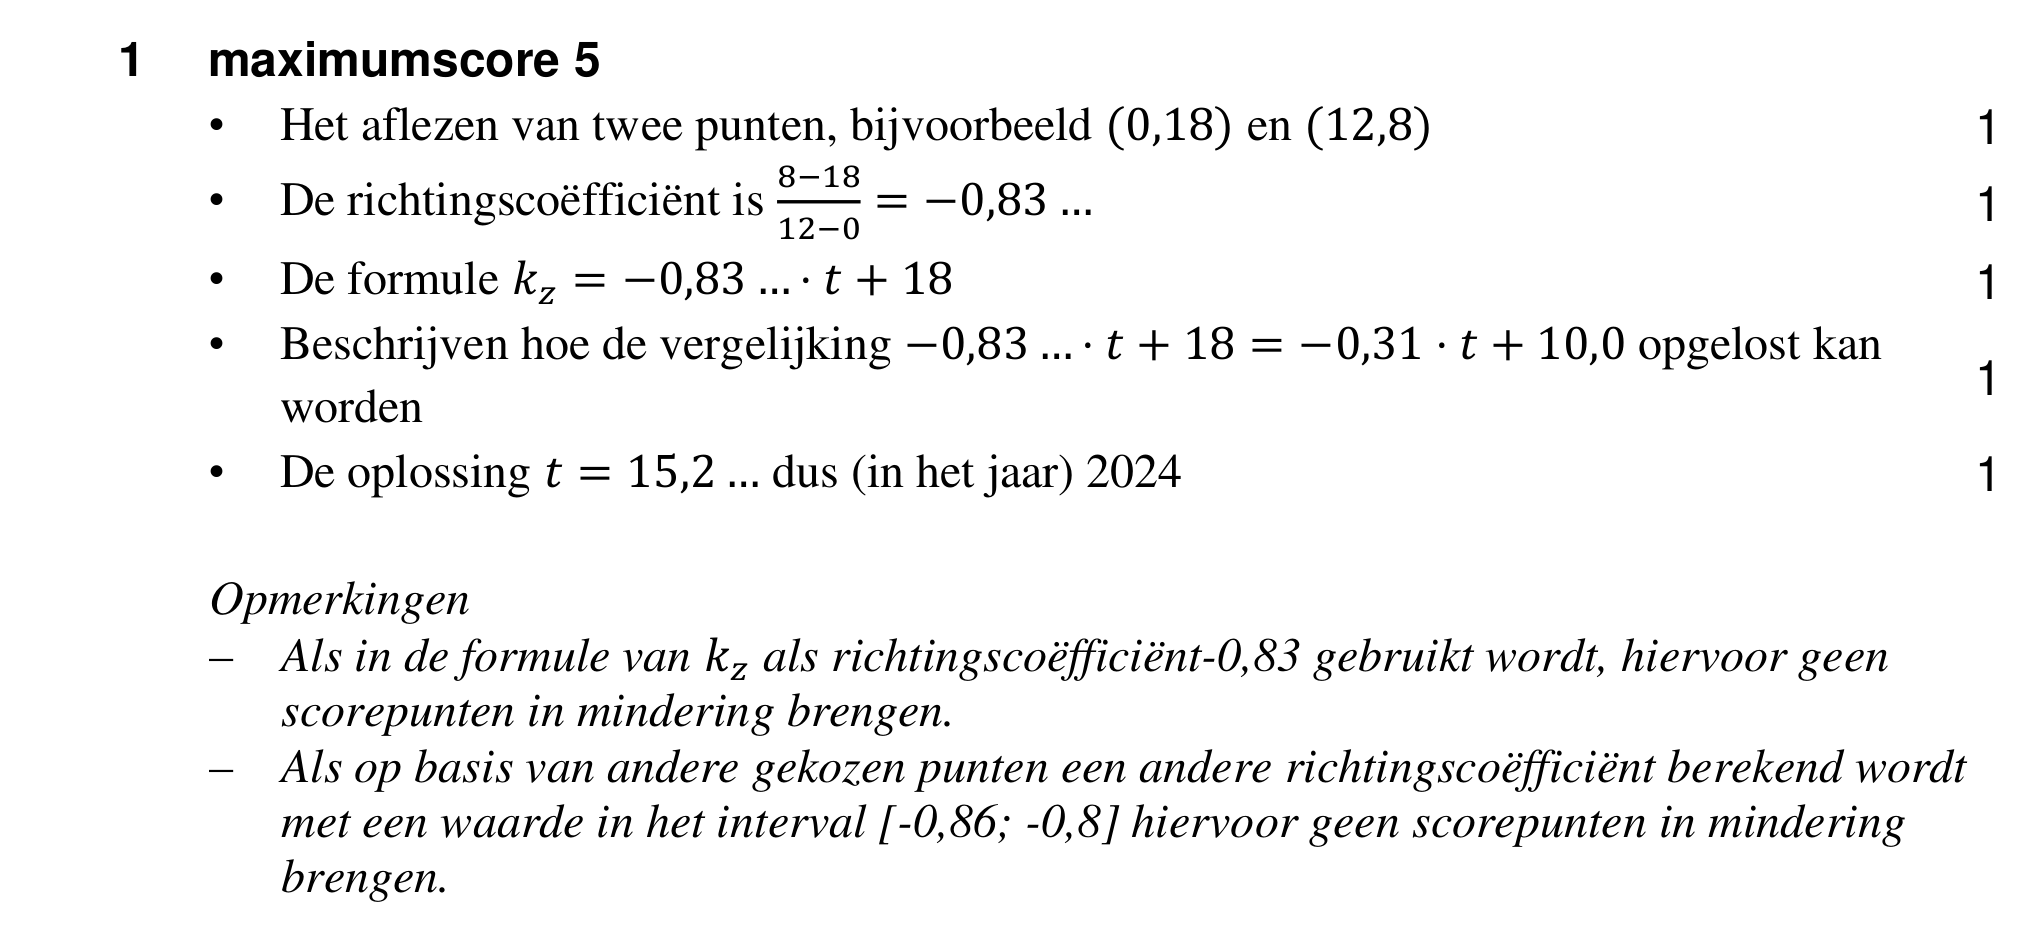 1 maximumscore 5
• Het aflezen van twee punten, bijvoorbeeld (0,18) en (12,8) 1
• De richtingscoëfficiënt is \frac{8−18}{12−0} = −0,83 … 1
• De formule k_z = −0,83 … · t + 18 1
• Beschrijven hoe de vergelijking −0,83 … · t + 18 = −0,31 · t + 10,0 opgelost kan
worden 1
• De oplossing t = 15,2 … dus (in het jaar) 2024 1
Opmerkingen
– Als in de formule van k_z als richtingscoëfficiënt-0,83 gebruikt wordt, hiervoor geen
scorepunten in mindering brengen.
– Als op basis van andere gekozen punten een andere richtingscoëfficiënt berekend wordt
met een waarde in het interval [-0,86; -0,8] hiervoor geen scorepunten in mindering
brengen.